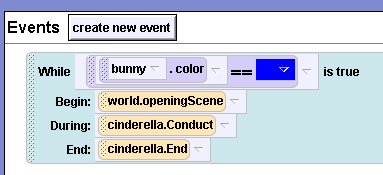 Events create new event
While bunny . color == is true
Begin: world.openingScene
During: cinderella.Conduct
End: cinderella.End